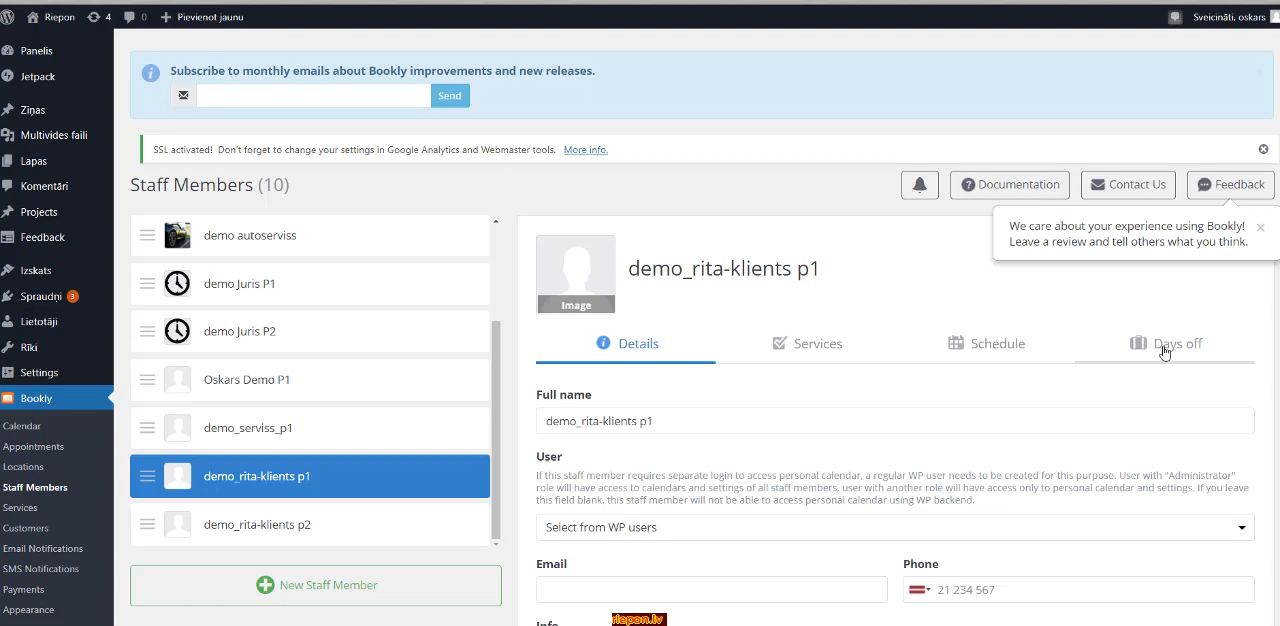 Riepon
4
0
Pievienot jaunu
Sveicināti, oskars
Panelis
Jetpack
Ziņas
Multivides faili
Lapas
Komentāri
Projects
Feedback
Izskats
Spraudņi 3
Lietotāji
Rīki
Settings
Bookly
Calendar
Appointments
Locations
Staff Members
Services
Customers
Email Notifications
SMS Notifications
Payments
Appearance
Subscribe to monthly emails about Bookly improvements and new releases.
Send
SSL activated! Don't forget to change your settings in Google Analytics and Webmaster tools. More info.
Staff Members (10)
Documentation
Contact Us
Feedback
We care about your experience using Bookly!
Leave a review and tell others what you think.
demo autoserviss
demo Juris P1
demo Juris P2
Oskars Demo P1
demo_serviss_p1
demo_rita-klients p1
demo_rita-klients p2
New Staff Member
Image
demo_rita-klients p1
Details
Services
Schedule
Days off
Full name
demo_rita-klients p1
User
If this staff member requires separate login to access personal calendar, a regular WP user needs to be created for this purpose. User with "Administrator"
role will have access to calendars and settings of all staff members, user with another role will have access only to personal calendar and settings. If you leave
this field blank, this staff member will not be able to access personal calendar using WP backend.
Select from WP users
Email
Phone
21 234 567
Info
riepon.lv